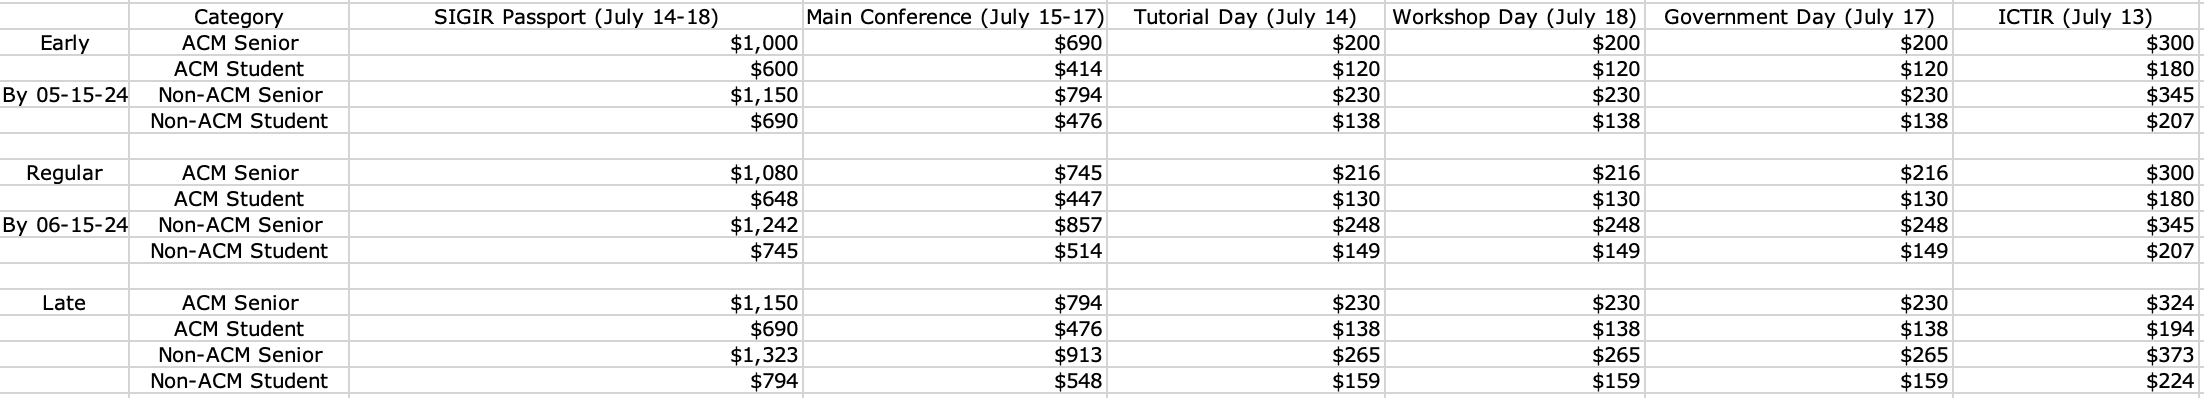 Category SIGIR Passport (July 14-18) Main Conference (July 15-17) Tutorial Day (July 14) Workshop Day (July 18) Government Day (July 17) ICTIR (July 13)
Early ACM Senior $1,000 $690 $200 $200 $200 $300
ACM Student $600 $414 $120 $120 $120 $180
By 05-15-24 Non-ACM Senior $1,150 $794 $230 $230 $230 $345
Non-ACM Student $690 $476 $138 $138 $138 $207
Regular ACM Senior $1,080 $745 $216 $216 $216 $300
ACM Student $648 $447 $130 $130 $130 $180
By 06-15-24 Non-ACM Senior $1,242 $857 $248 $248 $248 $345
Non-ACM Student $745 $514 $149 $149 $149 $207
Late ACM Senior $1,150 $794 $230 $230 $230 $324
ACM Student $690 $476 $138 $138 $138 $194
Non-ACM Senior $1,323 $913 $265 $265 $265 $373
Non-ACM Student $794 $548 $159 $159 $159 $224